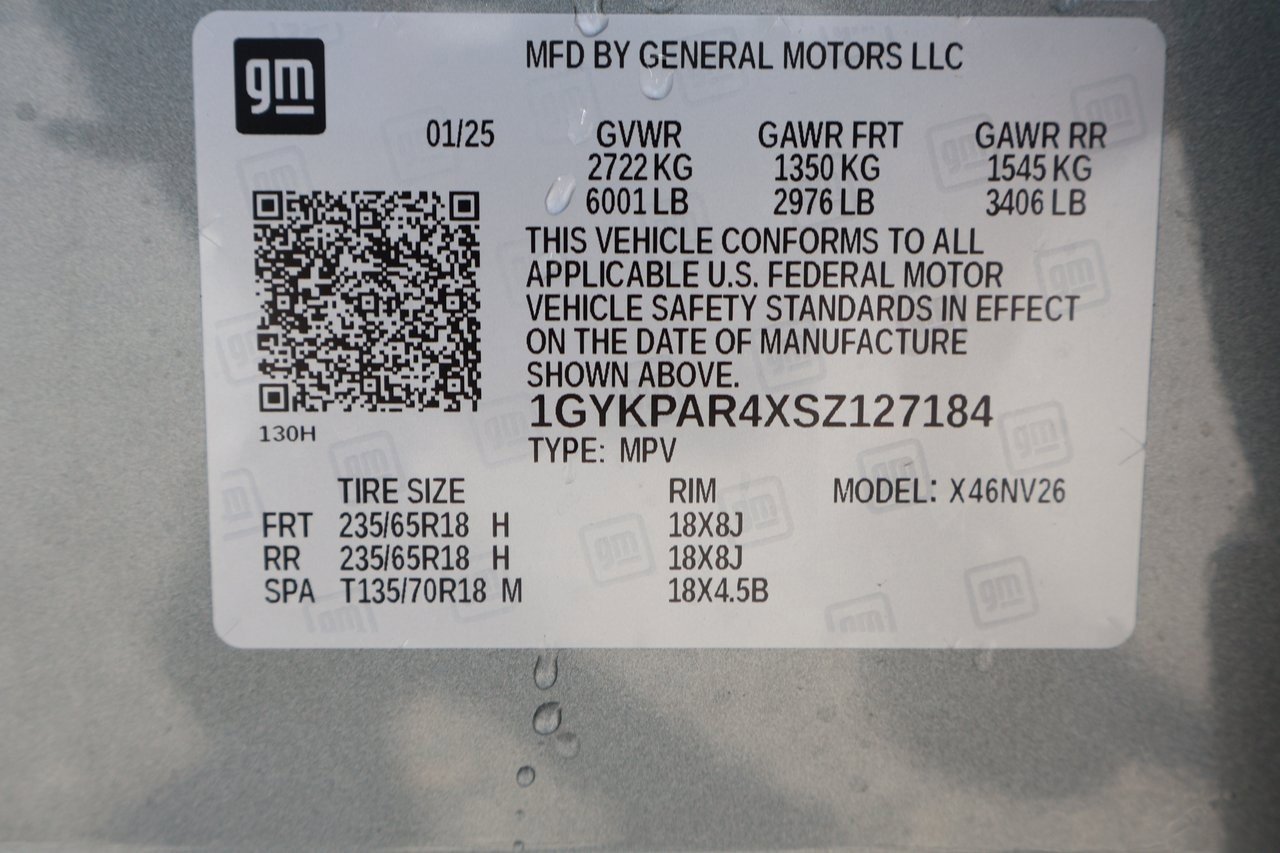 gm
MFD BY GENERAL MOTORS LLC
01/25 GVWR GAWR FRT GAWR RR
2722 KG 1350 KG 1545 KG
6001 LB 2976 LB 3406 LB
THIS VEHICLE CONFORMS TO ALL
APPLICABLE U.S. FEDERAL MOTOR
VEHICLE SAFETY STANDARDS IN EFFECT
ON THE DATE OF MANUFACTURE
SHOWN ABOVE.
1GYKPAR4XSZ127184
130H
TYPE: MPV
TIRE SIZE RIM MODEL: X46NV26
FRT 235/65R18 H 18X8J
RR 235/65R18 H 18X8J
SPA T135/70R18 M 18X4.5B